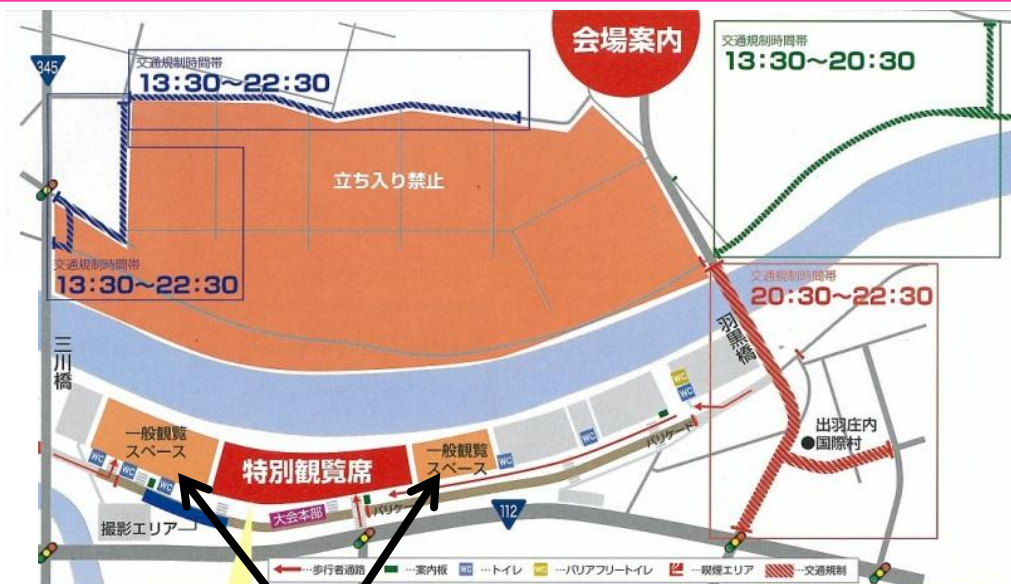 会場案内
345
交通規制時間帯
13:30～22:30
交通規制時間帯
13:30～20:30
立ち入り禁止
交通規制時間帯
13:30～22:30
交通規制時間帯
20:30～22:30
羽黒橋
三川橋
出羽庄内
国際村
一般観覧
スペース
特別観覧席
一般観覧
スペース
WC
WC
WC
WC
WC
WC
WC
バリケード
バリケード
大会本部
撮影エリア
112
…歩行者通路
…案内板
WC
…トイレ
WC
…バリアフリートイレ
…喫煙エリア
…交通規制